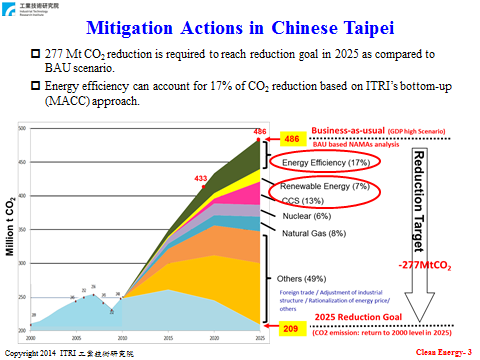 工業技術研究院
Industrial Technology
Research Institute
Mitigation Actions in Chinese Taipei
277 Mt CO2 reduction is required to reach reduction goal in 2025 as compared to
BAU scenario.
Energy efficiency can account for 17% of CO2 reduction based on ITRI's bottom-up
(MACC) approach.
500
450
400
350
300
250
200
Million t CO2
2000
2005
2010
2015
2020
2025
433
486
486
Business-as-usual (GDP high Scenario)
BAU based NAMAs analysis
Energy Efficiency (17%)
Renewable Energy (7%)
CCS (13%)
Nuclear (6%)
Natural Gas (8%)
Others (49%)
Foreign trade / Adjustment of industrial
structure / Rationalization of energy price/
others
Reduction Target
-277MtCO2
209
2025 Reduction Goal
(CO2 emission: return to 2000 level in 2025)
Copyright 2014 ITRI 工業技術研究院
Clean Energy- 3